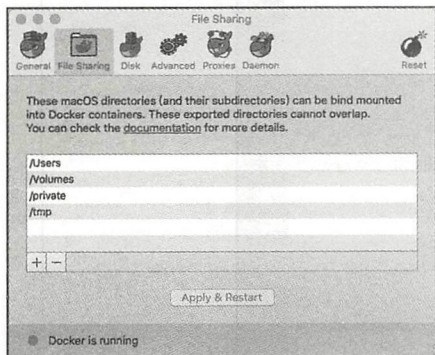 File Sharing
General File Sharing Disk Advanced Proxies Daemon Reset
These macOS directories (and their subdirectories) can be bind mounted
into Docker containers. These exported directories cannot overlap.
You can check the documentation for more details.
/Users
/Volumes
/private
/tmp
+ −
Apply & Restart
Docker is running